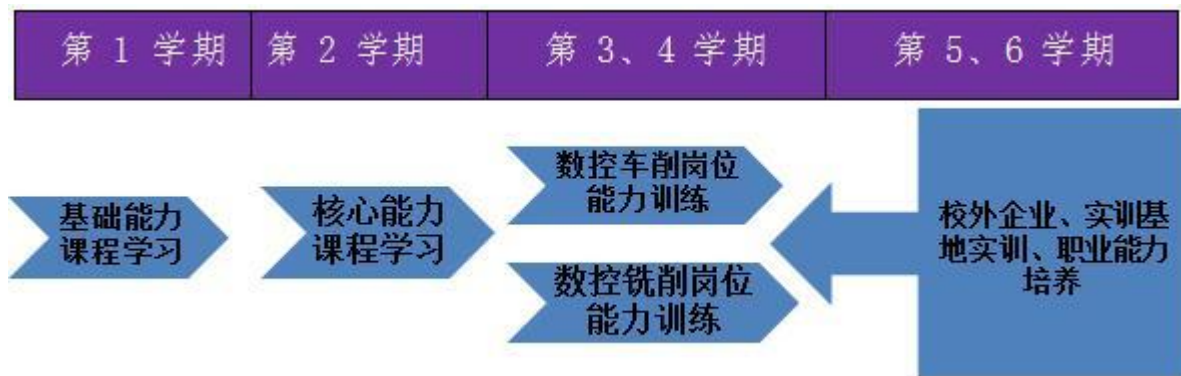 第 1 学期
第 2 学期
第 3、4 学期
第 5、6 学期
基础能力
课程学习
核心能力
课程学习
数控车削岗位
能力训练
数控铣削岗位
能力训练
校外企业、实训基
地实训、职业能力
培养